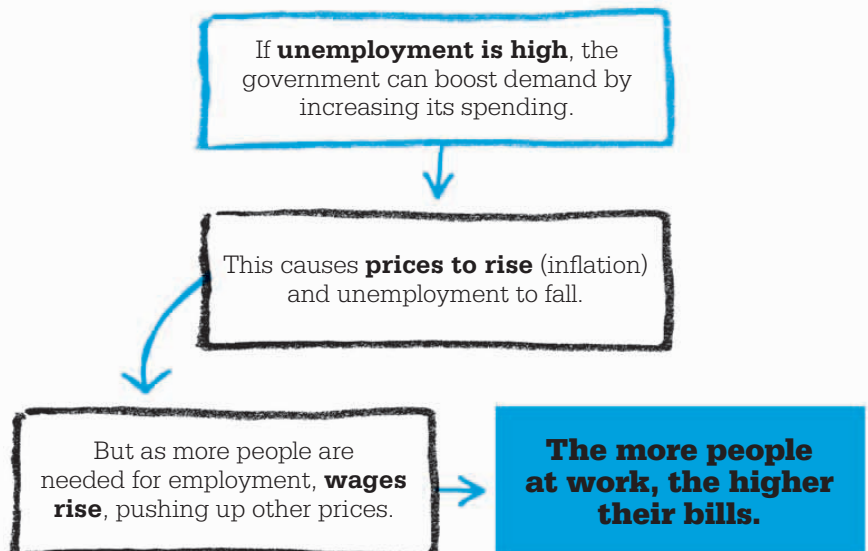 If unemployment is high, the
government can boost demand by
increasing its spending.
This causes prices to rise (inflation)
and unemployment to fall.
But as more people are
needed for employment, wages
rise, pushing up other prices.
The more people
at work, the higher
their bills.